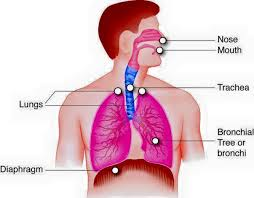 Nose
Mouth
Trachea
Lungs
Bronchial
Tree or
bronchi
Diaphragm